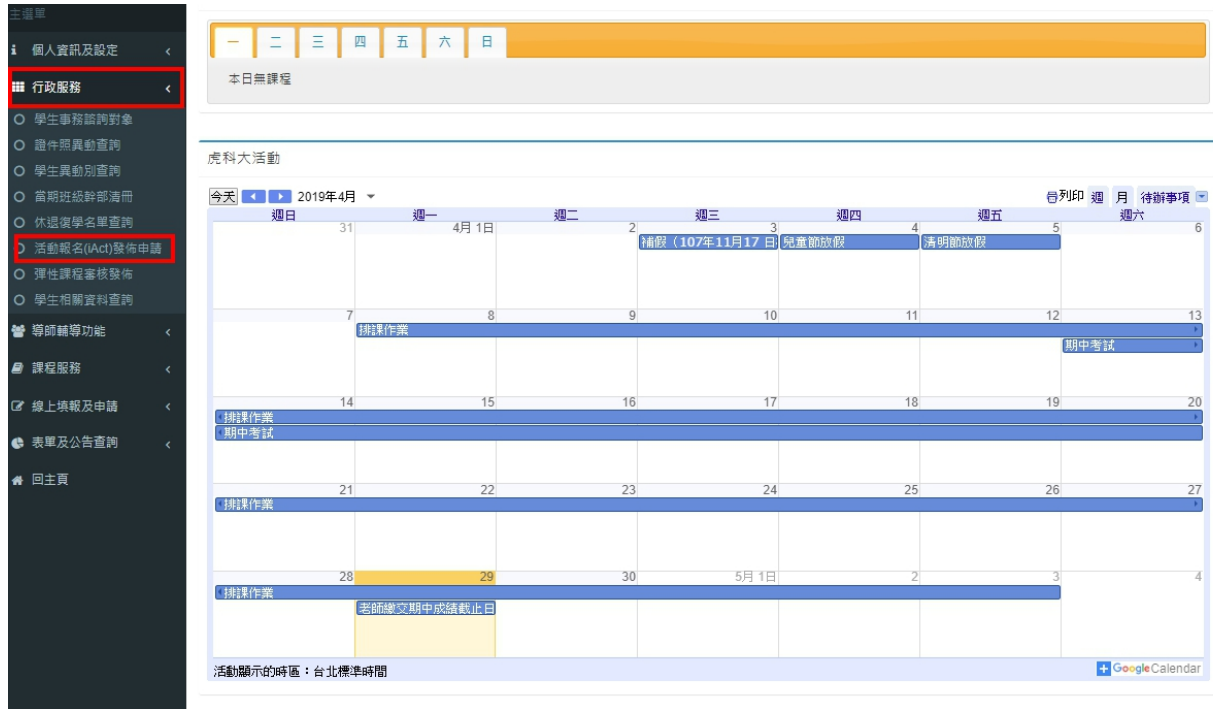 主選單
個人資訊及設定
行政服務
學生事務諮詢對象
證件照異動查詢
學生異動別查詢
當期班級幹部清冊
休退復學名單查詢
活動報名(iAct)發佈申請
彈性課程審核發佈
學生相關資料查詢
導師輔導功能
課程服務
線上填報及申請
表單及公告查詢
回主頁
一 二 三 四 五 六 日
本日無課程
虎科大活動
今天 2019年4月 列印 週 月 待辦事項
週日 週一 週二 週三 週四 週五 週六
31 4月 1日 2 3 4 5 6
補假（107年11月17 日 兒童節放假 清明節放假
7 8 9 10 11 12 13
排課作業
期中考試
14 15 16 17 18 19 20
排課作業
期中考試
21 22 23 24 25 26 27
排課作業
28 29 30 5月 1日 2 3 4
排課作業
老師繳交期中成績截止日
活動顯示的時區：台北標準時間
Google Calendar